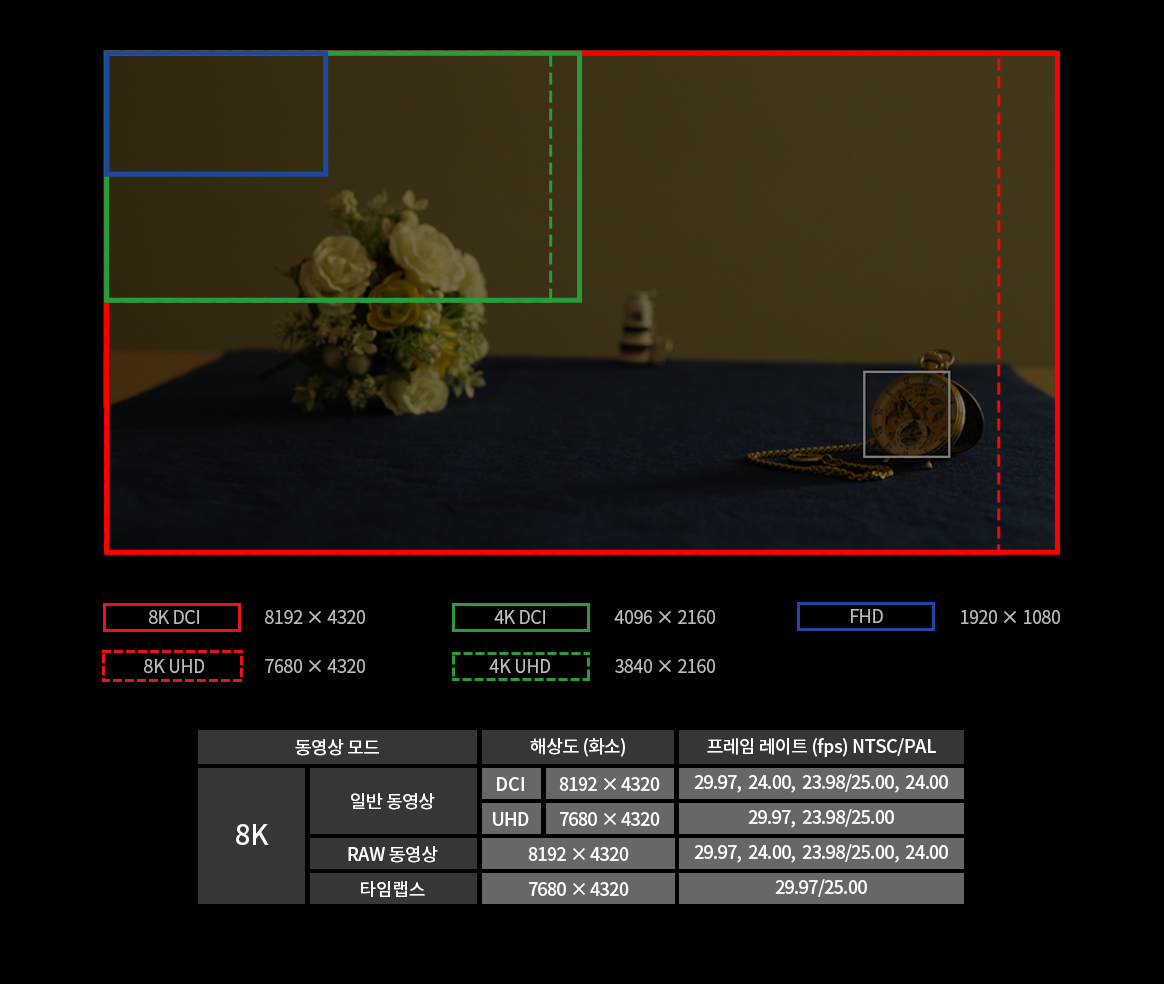 8K DCI 8192 × 4320 4K DCI 4096 × 2160 FHD 1920 × 1080
8K UHD 7680 × 4320 4K UHD 3840 × 2160
동영상 모드 해상도 (화소) 프레임 레이트 (fps) NTSC/PAL
8K 일반 동영상 DCI 8192 × 4320 29.97, 24.00, 23.98/25.00, 24.00
UHD 7680 × 4320 29.97, 23.98/25.00
RAW 동영상 8192 × 4320 29.97, 24.00, 23.98/25.00, 24.00
타임랩스 7680 × 4320 29.97/25.00